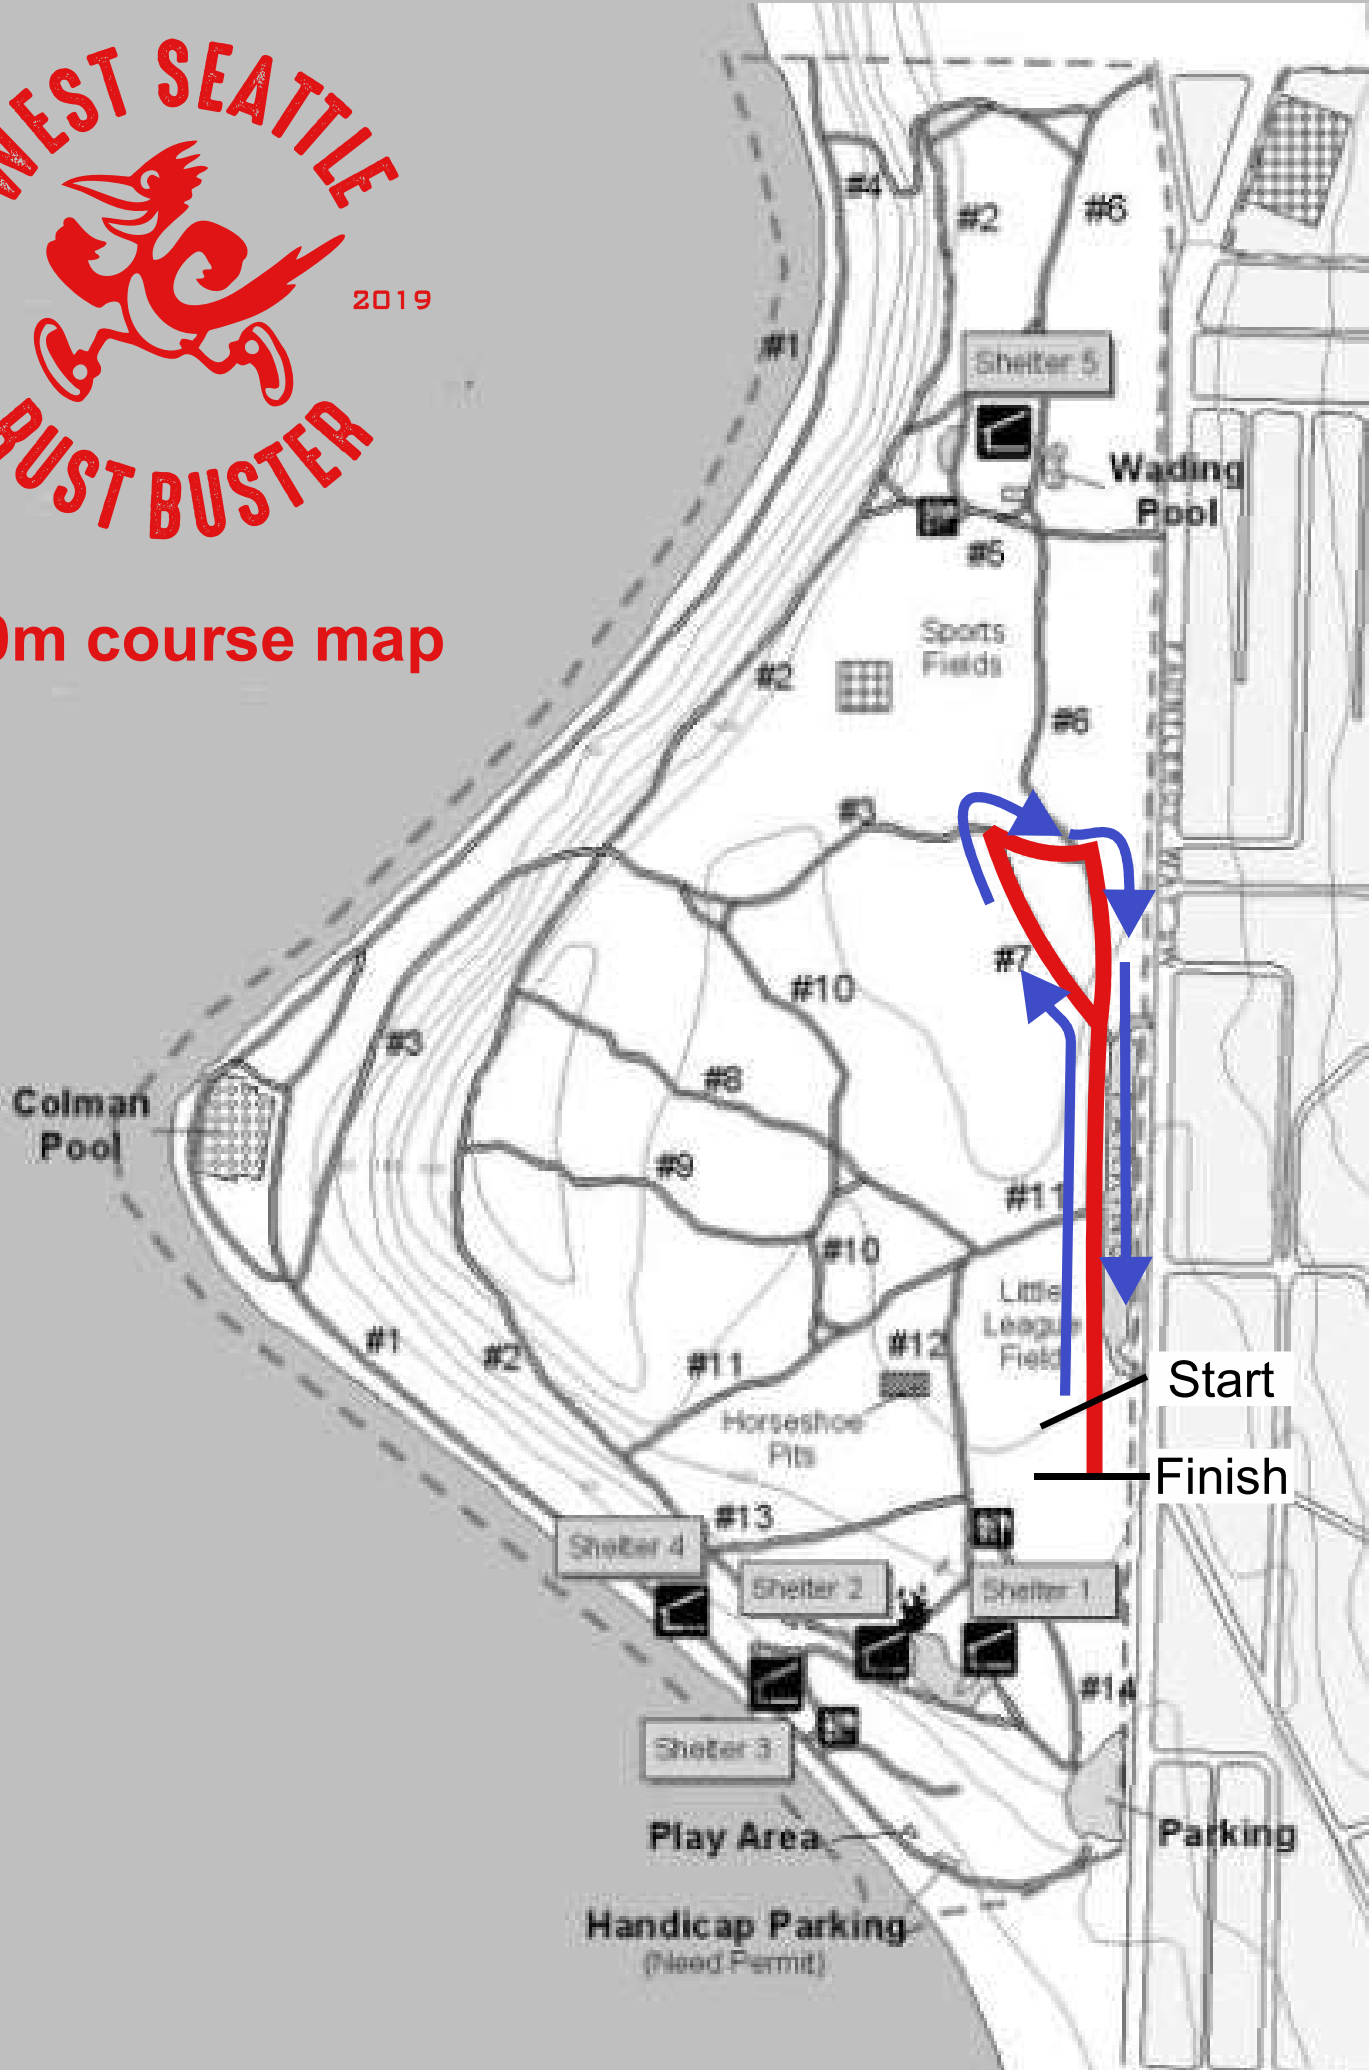 WEST SEATTLE
2019
BUST BUSTER
0m course map
#4
#2
#6
#1
Shelter 5
Wading
Pool
#5
Sports
Fields
#2
#6
#3
#7
#10
#3
#8
Colman
Pool
#9
#11
#10
Little
League
Field
#1
#2
#11
#12
Start
Horseshoe
Pits
Finish
#13
Shelter 4
Shelter 2
Shelter 1
#14
Shelter 3
Play Area
Parking
Handicap Parking
(Need Permit)